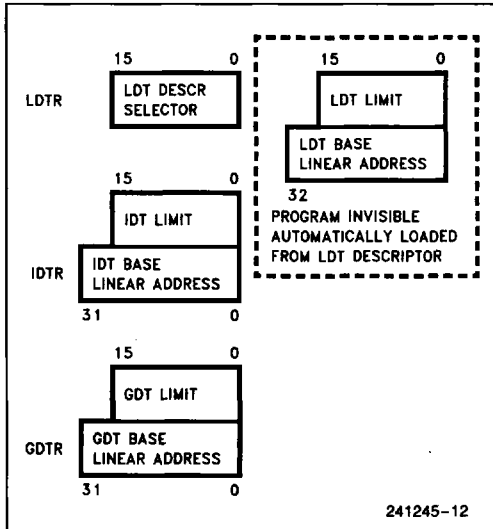 15 0
LDTR
LDT DESCR
SELECTOR
15 0
LDT LIMIT
LDT BASE
LINEAR ADDRESS
32
PROGRAM INVISIBLE
AUTOMATICALLY LOADED
FROM LDT DESCRIPTOR
15 0
IDT LIMIT
IDTR
IDT BASE
LINEAR ADDRESS
31 0
15 0
GDT LIMIT
GDTR
GDT BASE
LINEAR ADDRESS
31 0
241245-12